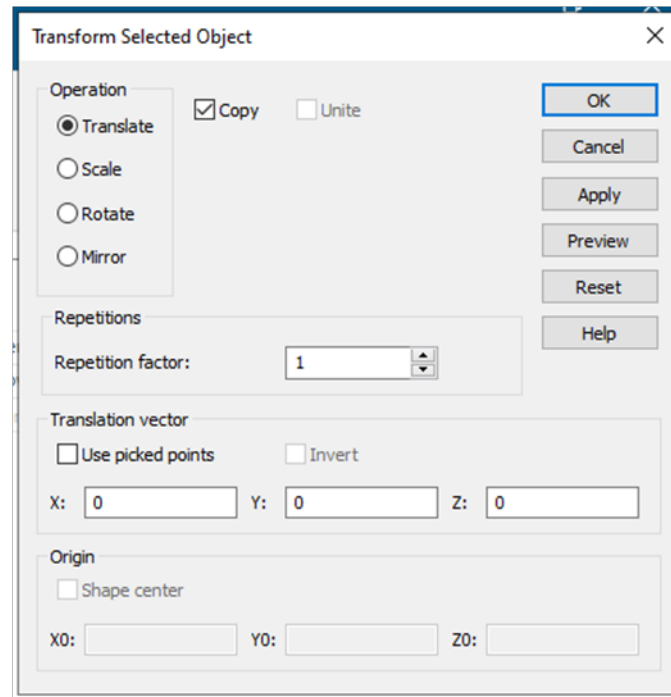 Transform Selected Object
Operation
Translate
Scale
Rotate
Mirror
Copy
Unite
OK
Cancel
Apply
Preview
Reset
Help
Repetitions
Repetition factor: 1
Translation vector
Use picked points
Invert
X: 0 Y: 0 Z: 0
Origin
Shape center
X0: Y0: Z0: